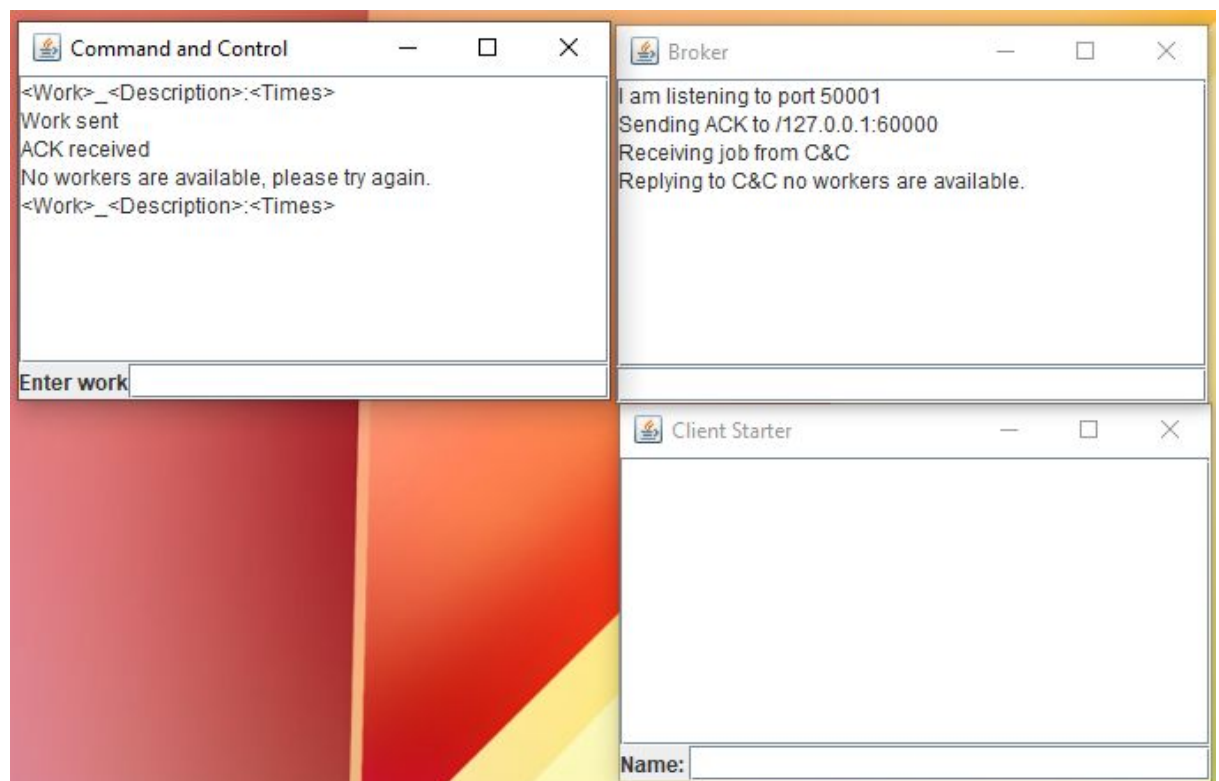 Command and Control
<Work>_<Description>:<Times>
Work sent
ACK received
No workers are available, please try again.
<Work>_<Description>:<Times>
Enter work
Broker
I am listening to port 50001
Sending ACK to /127.0.0.1:60000
Receiving job from C&C
Replying to C&C no workers are available.
Client Starter
Name: